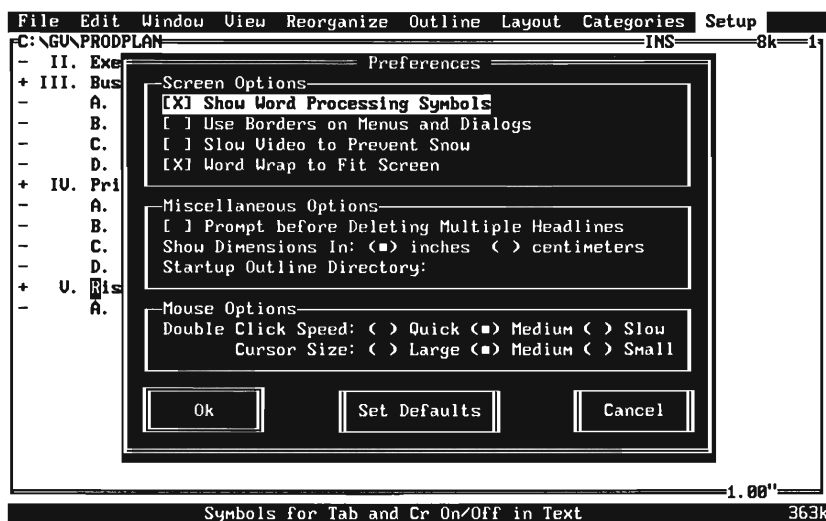 File Edit Window View Reorganize Outline Layout Categories Setup
C:\GV\PRODPLAN INS 8k 1
- II. Exe Preferences
+ III. Bus Screen Options
- A. [X] Show Word Processing Symbols
- B. [ ] Use Borders on Menus and Dialogs
- C. [ ] Slow Video to Prevent Snow
- D. [X] Word Wrap to Fit Screen
+ IV. Pri
- A. Miscellaneous Options
- B. [ ] Prompt before Deleting Multiple Headlines
- C. Show Dimensions In: (■) inches ( ) centimeters
- D. Startup Outline Directory:
+ V. Ris
- A. Mouse Options
Double Click Speed: ( ) Quick (■) Medium ( ) Slow
Cursor Size: ( ) Large (■) Medium ( ) Small
Ok Set Defaults Cancel
1.00"
Symbols for Tab and Cr On/Off in Text 363k